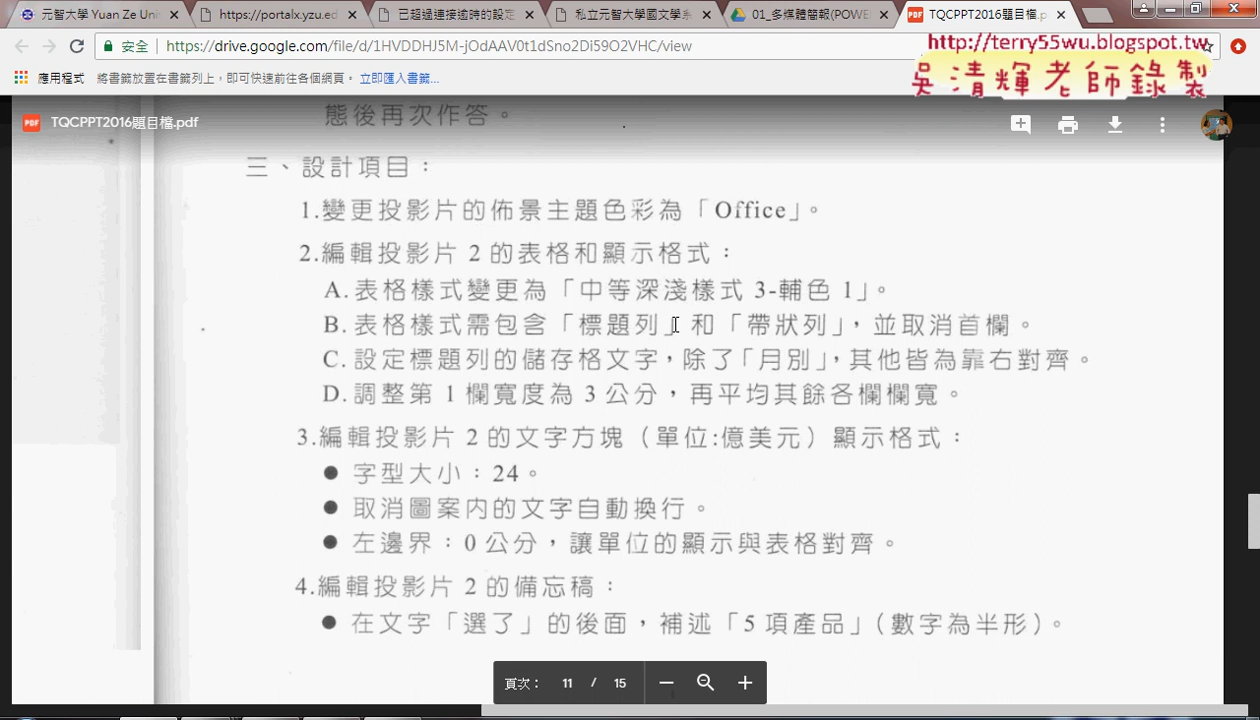 元智大學 Yuan Ze Uni
https://portalx.yzu.ed
已超過連接逾時的設定
私立元智大學國文學系
01_多媒體簡報(POWE
TQCPPT2016題目檔.p
安全 https://drive.google.com/file/d/1HVDDHJ5M-jOdAAV0t1dSno2Di59O2VHC/view
http://terry55wu.blogspot.tw
應用程式 將書籤放置在書籤列上，即可快速前往各個網頁。 立即匯入書籤...
吳清輝老師錄製
態後再次作答。
PDF TQCPPT2016題目檔.pdf
三、設計項目：
1.變更投影片的佈景主題色彩為「Office」。
2.編輯投影片 2 的表格和顯示格式：
A.表格樣式變更為「中等深淺樣式 3-輔色 1」。
B.表格樣式需包含「標題列」和「帶狀列」，並取消首欄。
C.設定標題列的儲存格文字，除了「月別」，其他皆為靠右對齊。
D.調整第 1 欄寬度為 3 公分，再平均其餘各欄欄寬。
3.編輯投影片 2 的文字方塊（單位:億美元）顯示格式：
● 字型大小：24。
● 取消圖案內的文字自動換行。
● 左邊界：0 公分，讓單位的顯示與表格對齊。
4.編輯投影片 2 的備忘稿：
● 在文字「選了」的後面，補述「5 項產品」（數字為半形）。
頁次： 11 / 15